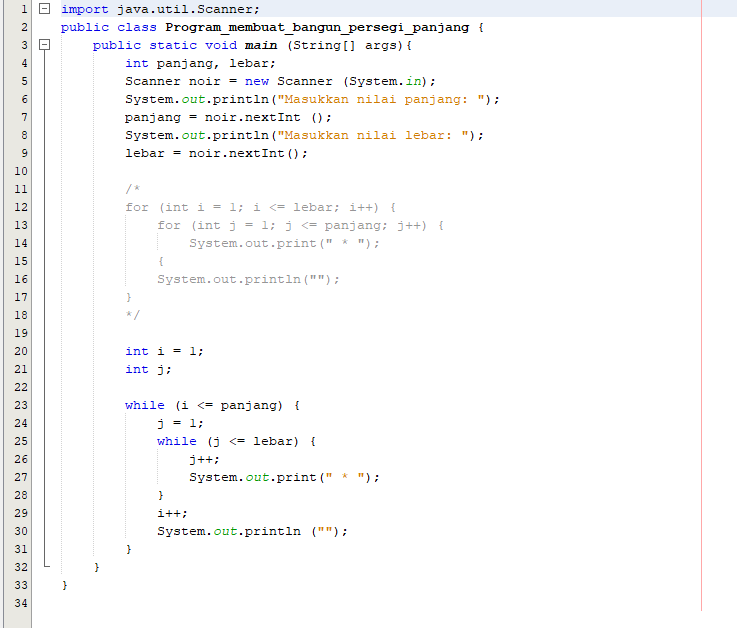 1 import java.util.Scanner;
2 public class Program_membuat_bangun_persegi_panjang {
3     public static void main (String[] args){
4         int panjang, lebar;
5         Scanner noir = new Scanner (System.in);
6         System.out.println("Masukkan nilai panjang: ");
7         panjang = noir.nextInt ();
8         System.out.println("Masukkan nilai lebar: ");
9         lebar = noir.nextInt();
10
11         /*
12         for (int i = 1; i <= lebar; i++) {
13             for (int j = 1; j <= panjang; j++) {
14                 System.out.print(" * ");
15             {
16             System.out.println("");
17         }
18         */
19
20         int i = 1;
21         int j;
22
23         while (i <= panjang) {
24             j = 1;
25             while (j <= lebar) {
26                 j++;
27                 System.out.print(" * ");
28             }
29             i++;
30             System.out.println ("");
31         }
32     }
33 }
34